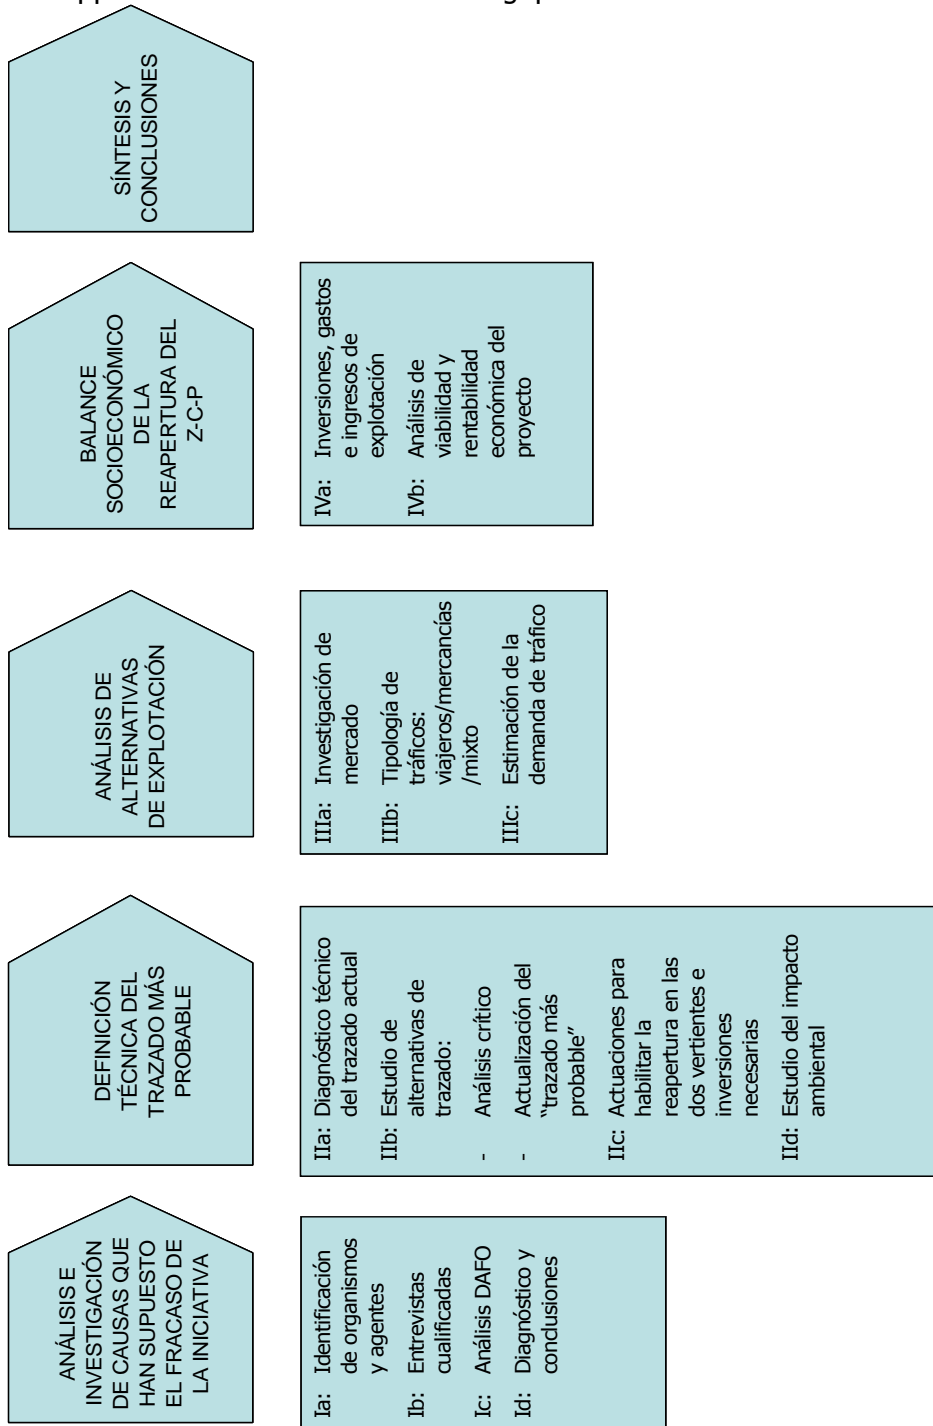 ANÁLISIS E
INVESTIGACIÓN
DE CAUSAS QUE
HAN SUPUESTO
EL FRACASO DE
LA INICIATIVA
Ia: Identificación
de organismos
y agentes
Ib: Entrevistas
cualificadas
Ic: Análisis DAFO
Id: Diagnóstico y
conclusiones
DEFINICIÓN
TÉCNICA DEL
TRAZADO MÁS
PROBABLE
IIa: Diagnóstico técnico
del trazado actual
IIb: Estudio de
alternativas de
trazado:
- Análisis crítico
- Actualización del
“trazado más
probable”
IIc: Actuaciones para
habilitar la
reapertura en las
dos vertientes e
inversiones
necesarias
IId: Estudio del impacto
ambiental
ANÁLISIS DE
ALTERNATIVAS
DE EXPLOTACIÓN
IIIa: Investigación de
mercado
IIIb: Tipología de
tráficos:
viajeros/mercancías
/mixto
IIIc: Estimación de la
demanda de tráfico
BALANCE
SOCIOECONÓMICO
DE LA
REAPERTURA DEL
Z-C-P
IVa: Inversiones, gastos
e ingresos de
explotación
IVb: Análisis de
viabilidad y
rentabilidad
económica del
proyecto
SÍNTESIS Y
CONCLUSIONES